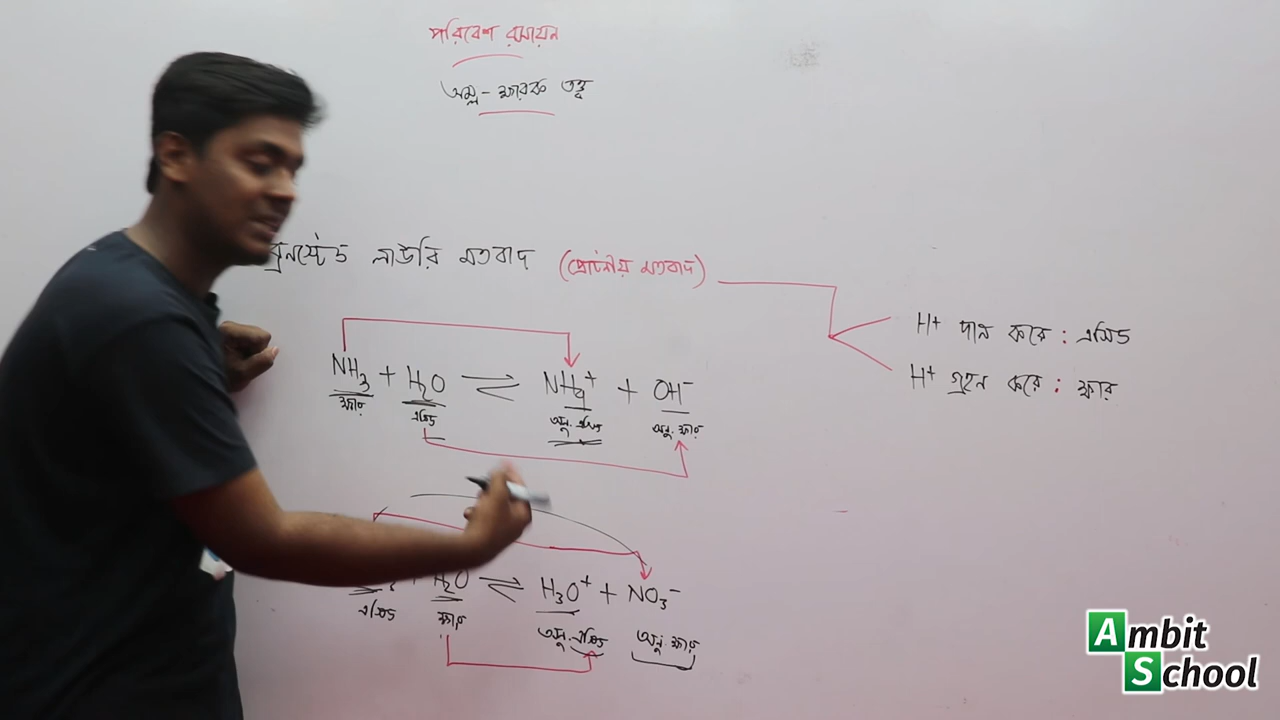 পরিবেশ রসায়ন
অম্ল-ক্ষারক তত্ত্ব
ব্রনস্টেড লাউরি মতবাদ (প্রোটনীয় মতবাদ)
H+ দান করে : এসিড
H+ গ্রহন করে : ক্ষার
NH₃ + H₂O ⇌ NH₄⁺ + OH⁻
ক্ষার এসিড অনু. এসিড অনু. ক্ষার
H₂O ⇌ H₃O⁺ + NO₃⁻
এসিড ক্ষার অনু. এসিড অনু. ক্ষার
Ambit
School